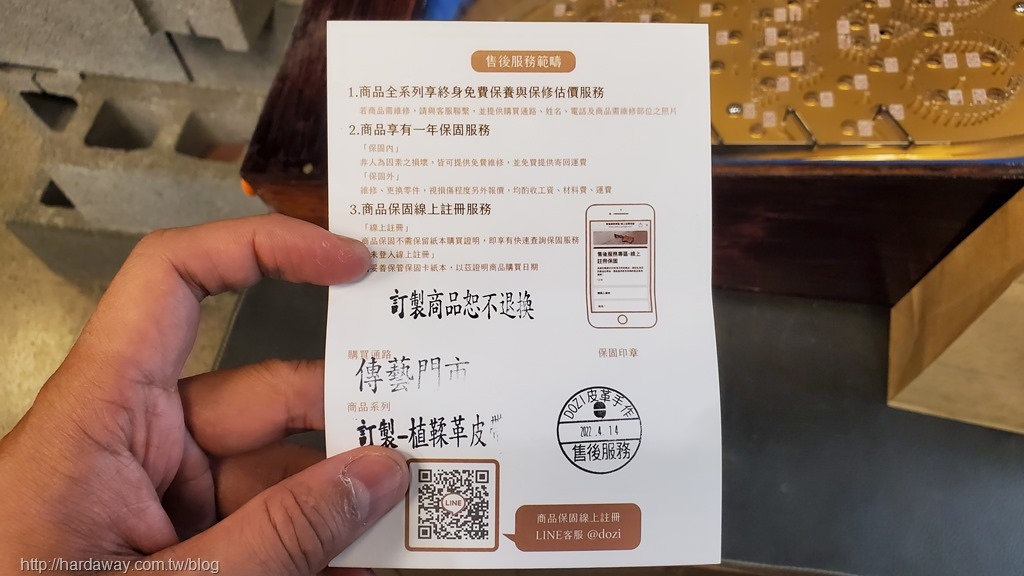 售後服務範疇
1.商品全系列享終身免費保養與保修估價服務
若商品需維修，請與客服聯繫，並提供購買通路、姓名、電話及商品需維修部位之照片
2.商品享有一年保固服務
「保固內」
非人為因素之損壞，皆可提供免費維修，並免費提供寄回運費
「保固外」
維修、更換零件，視損傷程度另外報價，均酌收工資、材料費、運費
3.商品保固線上註冊服務
「線上註冊」
商品保固不需保留紙本購買證明，即享有快速查詢保固服務
未登入線上註冊」
妥善保管保固卡紙本，以茲證明商品購買日期
售後服務專區-線上
註冊保固
訂製商品恕不退換
購買通路
傳藝門市
保固印章
商品系列
訂製-植鞣革皮
DOZI皮革手作
2022.4.14
售後服務
LINE
商品保固線上註冊
LINE客服 @dozi
http://hardaway.com.tw/blog